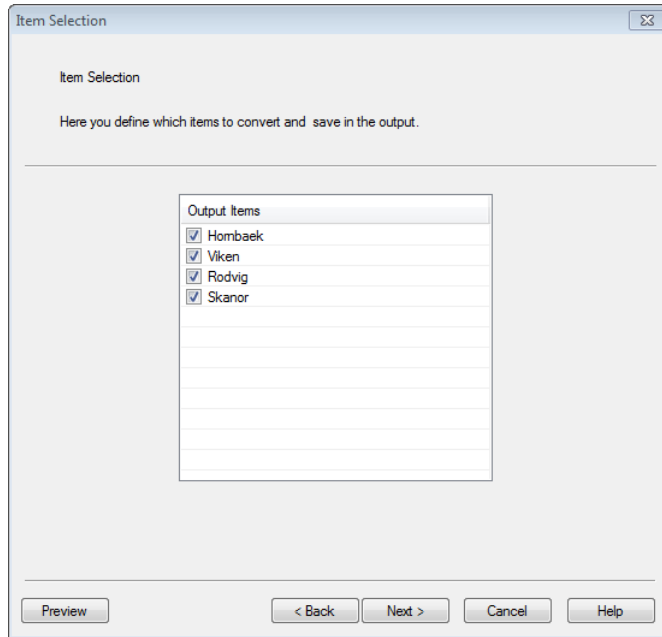 Item Selection
Item Selection
Here you define which items to convert and save in the output.
Output Items
Hornbaek
Viken
Rodvig
Skanor
Preview
< Back
Next >
Cancel
Help